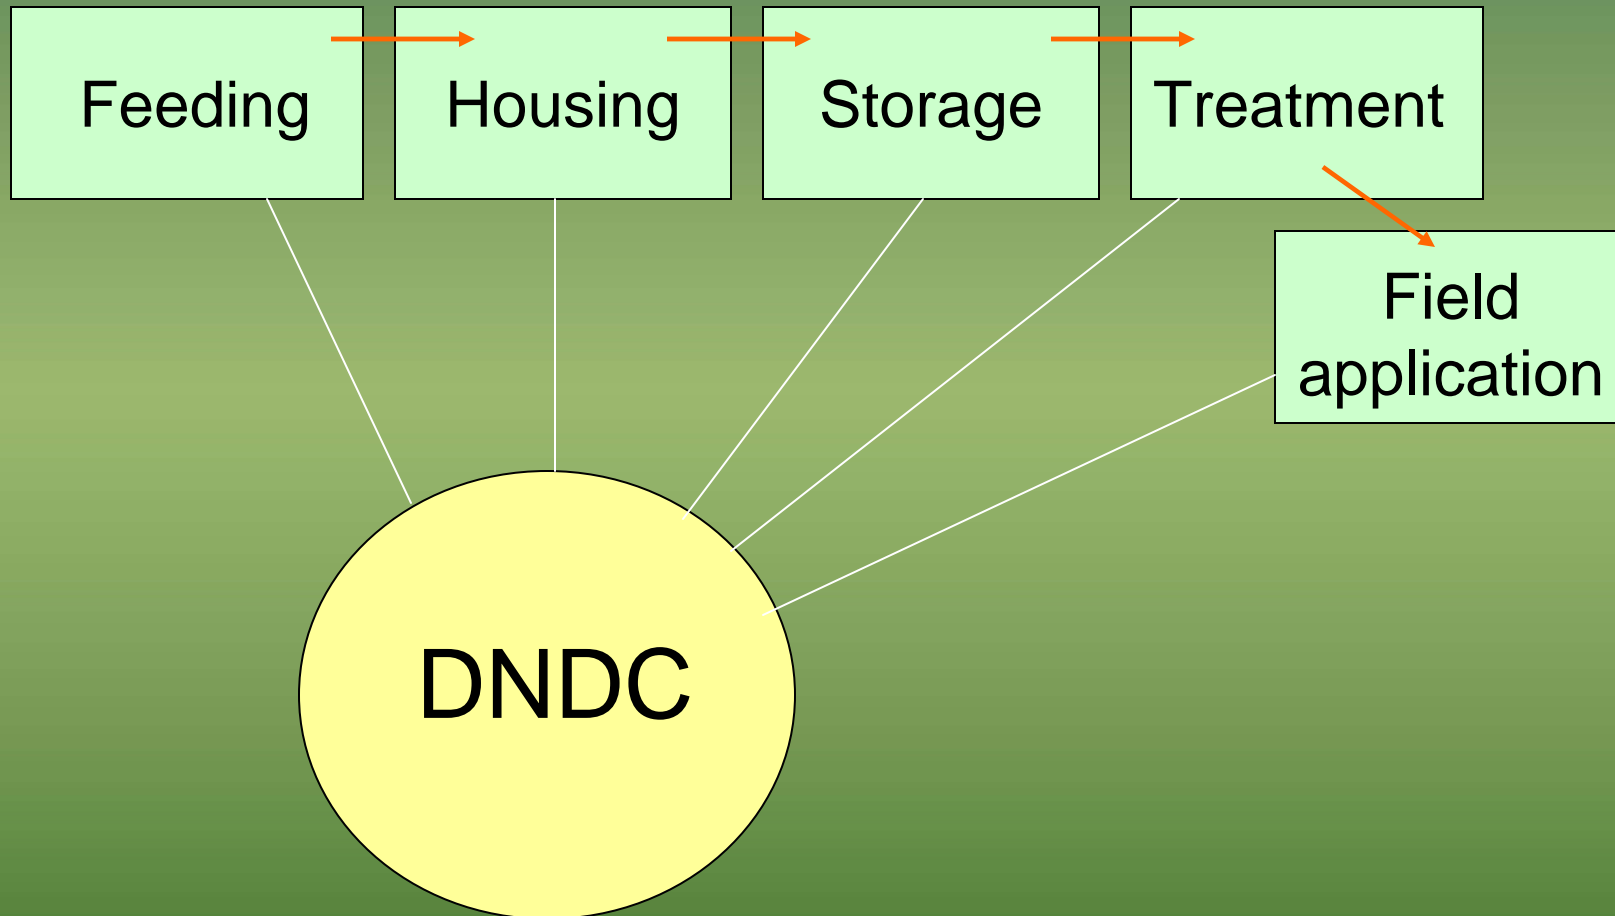 Feeding
Housing
Storage
Treatment
Field
application
DNDC